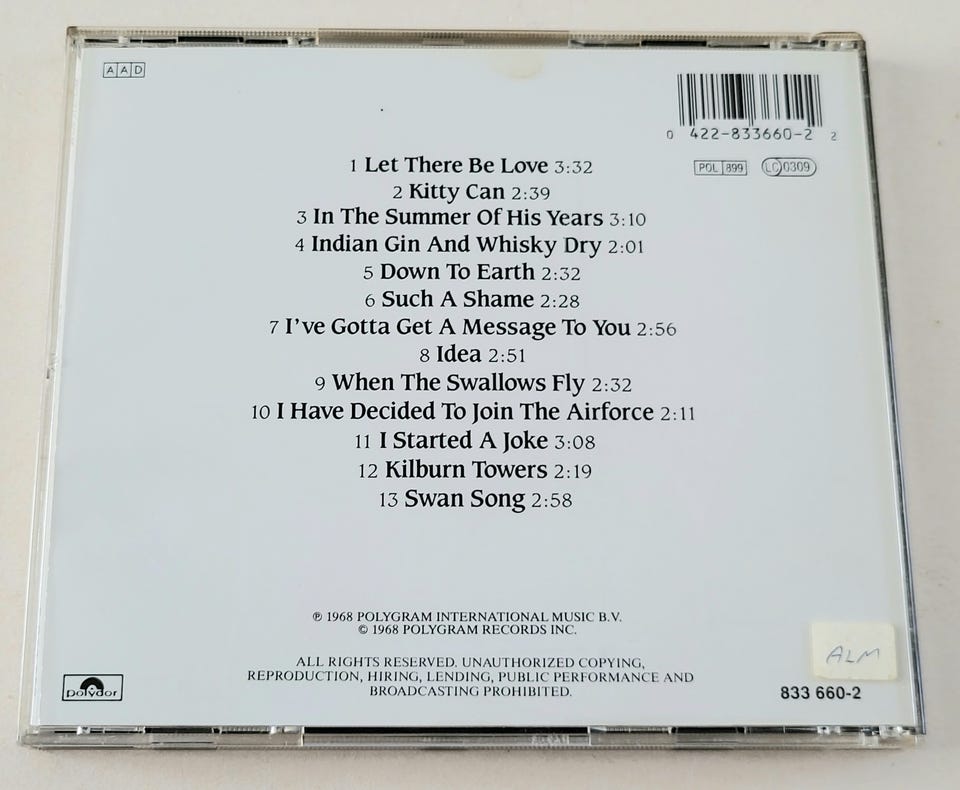 AAD
0 422-833660-2 2
POL 899 LC 0309
1 Let There Be Love 3:32
2 Kitty Can 2:39
3 In The Summer Of His Years 3:10
4 Indian Gin And Whisky Dry 2:01
5 Down To Earth 2:32
6 Such A Shame 2:28
7 I've Gotta Get A Message To You 2:56
8 Idea 2:51
9 When The Swallows Fly 2:32
10 I Have Decided To Join The Airforce 2:11
11 I Started A Joke 3:08
12 Kilburn Towers 2:19
13 Swan Song 2:58
℗ 1968 POLYGRAM INTERNATIONAL MUSIC B.V.
© 1968 POLYGRAM RECORDS INC.
ALL RIGHTS RESERVED. UNAUTHORIZED COPYING,
REPRODUCTION, HIRING, LENDING, PUBLIC PERFORMANCE AND
BROADCASTING PROHIBITED.
polydor
ALM
833 660-2